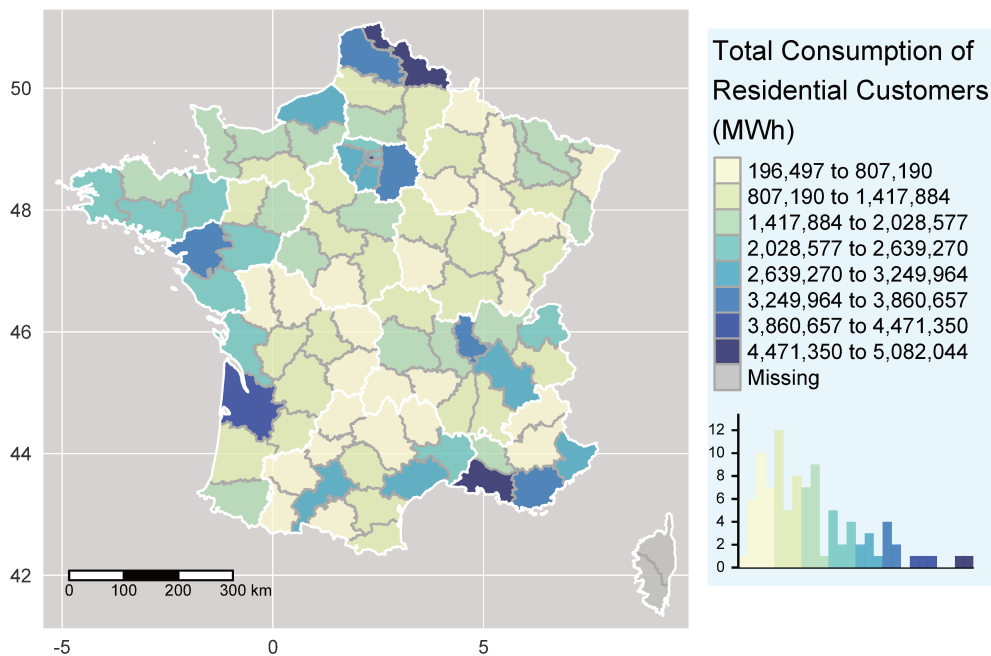 Total Consumption of
Residential Customers
(MWh)
196,497 to 807,190
807,190 to 1,417,884
1,417,884 to 2,028,577
2,028,577 to 2,639,270
2,639,270 to 3,249,964
3,249,964 to 3,860,657
3,860,657 to 4,471,350
4,471,350 to 5,082,044
Missing
12
10
8
6
4
2
0
50
48
46
44
42
0 100 200 300 km
-5 0 5